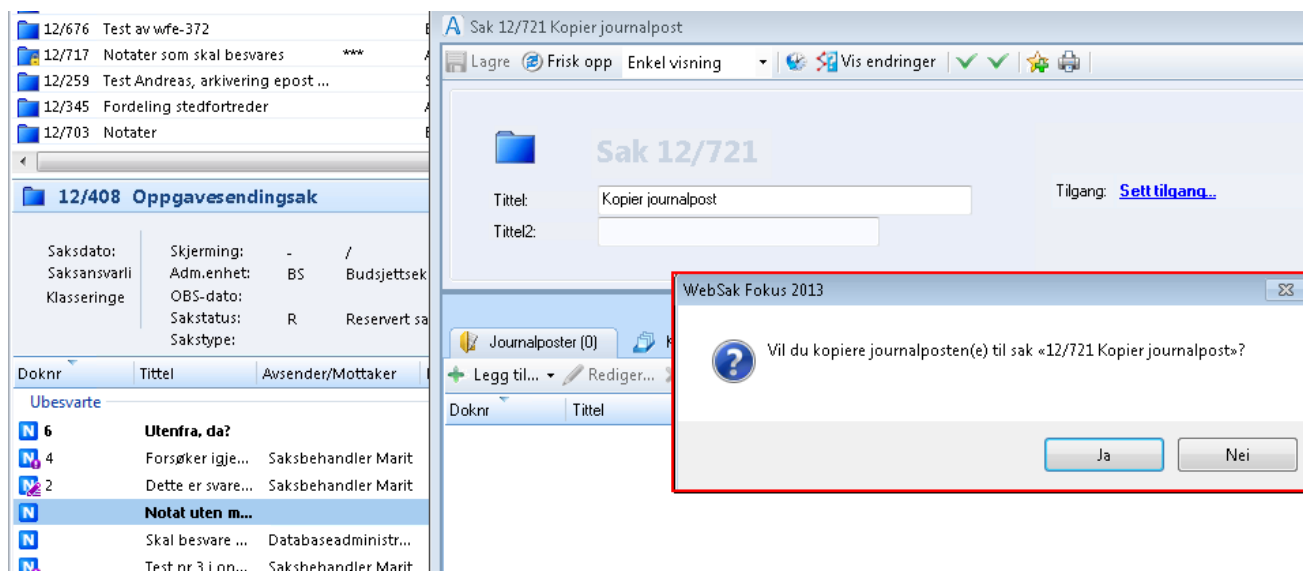 12/676 Test av wfe-372
12/717 Notater som skal besvares ***
12/259 Test Andreas, arkivering epost ...
12/345 Fordeling stedfortreder
12/703 Notater
12/408 Oppgavesendingsak
Saksdato:
Saksansvarli
Klasseringe
Skjerming: - /
Adm.enhet: BS Budsjettsek
OBS-dato:
Sakstatus: R Reservert sa
Sakstype:
Doknr Tittel Avsender/Mottaker
Ubesvarte
N 6 Utenfra, da?
N 4 Forsøker igje... Saksbehandler Marit
N 2 Dette er svare... Saksbehandler Marit
N Notat uten m...
N Skal besvare ... Databaseadministr...
N Test nr 3 i on... Saksbehandler Marit
A Sak 12/721 Kopier journalpost
Lagre Frisk opp Enkel visning Vis endringer
Sak 12/721
Tittel: Kopier journalpost
Tilgang: Sett tilgang...
Tittel2:
Journalposter (0) K
Legg til... Rediger...
Doknr Tittel
WebSak Fokus 2013
Vil du kopiere journalposten(e) til sak «12/721 Kopier journalpost»?
Ja Nei